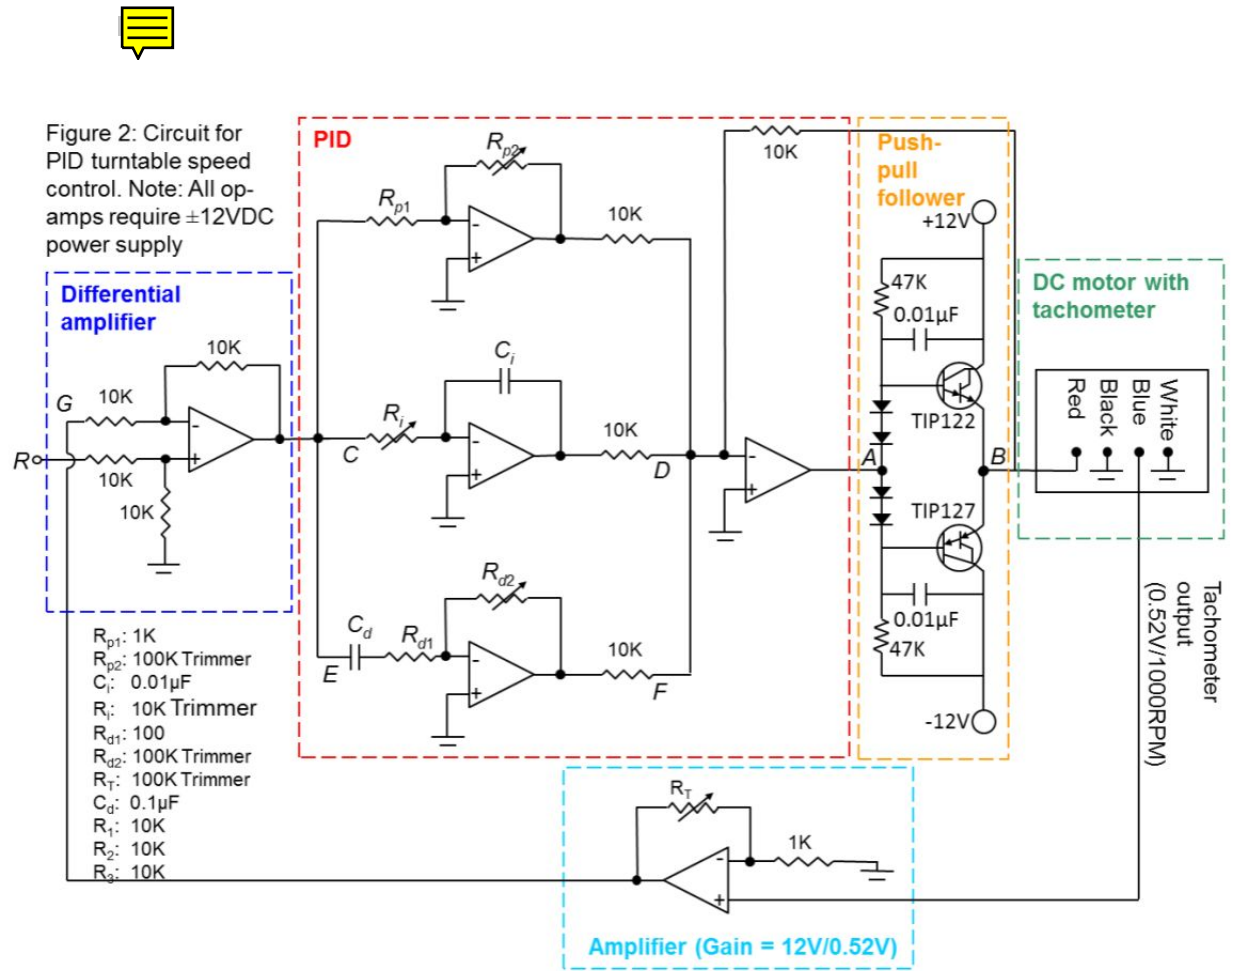 Figure 2: Circuit for
PID turntable speed
control. Note: All op-
amps require ±12VDC
power supply
PID
Rp2
Rp1
10K
10K
Push-
pull
follower
+12V
47K
0.01µF
TIP122
DC motor with
tachometer
Red
Black
Blue
White
Differential
amplifier
10K
G
10K
R
10K
10K
Ci
Ri
C
10K
D
A
B
TIP127
0.01µF
47K
-12V
Rd2
Cd
Rd1
E
10K
F
Tachometer
output
(0.52V/1000RPM)
Rp1: 1K
Rp2: 100K Trimmer
Ci: 0.01µF
Ri: 10K Trimmer
Rd1: 100
Rd2: 100K Trimmer
RT: 100K Trimmer
Cd: 0.1µF
R1: 10K
R2: 10K
R3: 10K
RT
1K
Amplifier (Gain = 12V/0.52V)